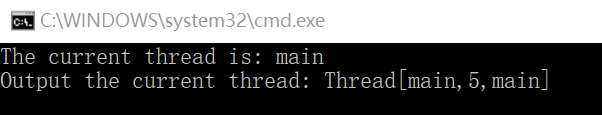 C:\WINDOWS\system32\cmd.exe
The current thread is: main
Output the current thread: Thread[main,5,main]